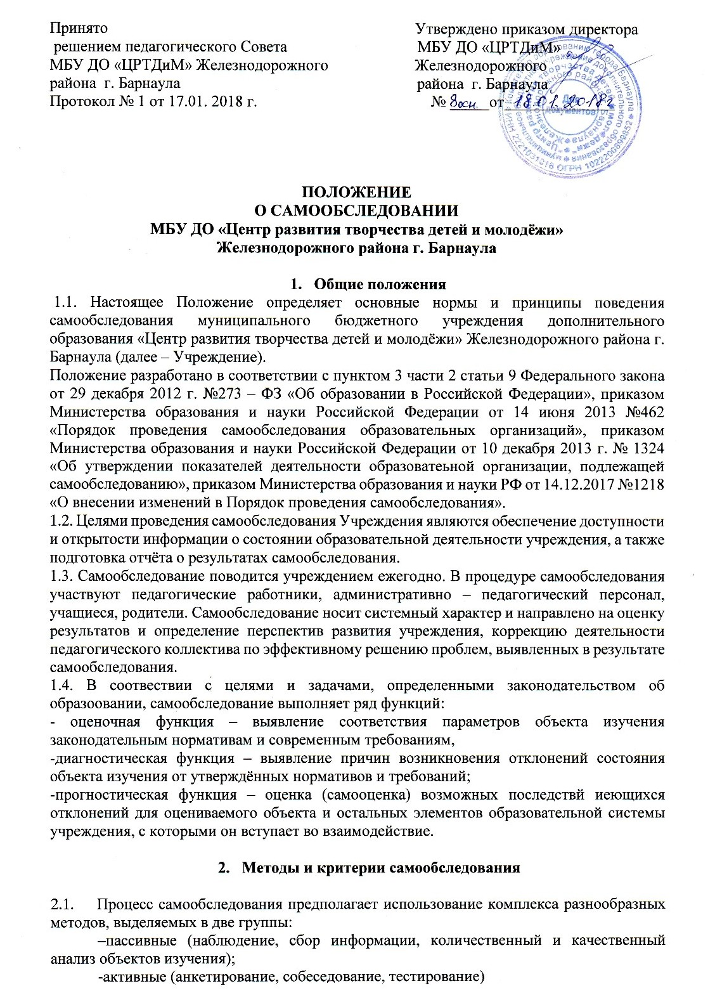 Принято
решением педагогического Совета
МБУ ДО «ЦРТДиМ» Железнодорожного
района г. Барнаула
Протокол № 1 от 17.01. 2018 г.
Утверждено приказом директора
МБУ ДО «ЦРТДиМ»
Железнодорожного
района г. Барнаула
№ 8осн. от 18.01.2018г
Для документов
ИНН 2221031018 ОГРН 1022200899852
ПОЛОЖЕНИЕ
О САМООБСЛЕДОВАНИИ
МБУ ДО «Центр развития творчества детей и молодёжи»
Железнодорожного района г. Барнаула
1. Общие положения
1.1. Настоящее Положение определяет основные нормы и принципы поведения
самообследования муниципального бюджетного учреждения дополнительного
образования «Центр развития творчества детей и молодёжи» Железнодорожного района г.
Барнаула (далее – Учреждение).
Положение разработано в соответствии с пунктом 3 части 2 статьи 9 Федерального закона
от 29 декабря 2012 г. №273 – ФЗ «Об образовании в Российской Федерации», приказом
Министерства образования и науки Российской Федерации от 14 июня 2013 №462
«Порядок проведения самообследования образовательных организаций», приказом
Министерства образования и науки Российской Федерации от 10 декабря 2013 г. № 1324
«Об утверждении показателей деятельности образоватеьной организации, подлежащей
самообследованию», приказом Министерства образования и науки РФ от 14.12.2017 №1218
«О внесении изменений в Порядок проведения самообследования».
1.2. Целями проведения самообследования Учреждения являются обеспечение доступности
и открытости информации о состоянии образовательной деятельности учреждения, а также
подготовка отчёта о результатах самообследования.
1.3. Самообследование поводится учреждением ежегодно. В процедуре самообследования
участвуют педагогические работники, административно – педагогический персонал,
учащиеся, родители. Самообследование носит системный характер и направлено на оценку
результатов и определение перспектив развития учреждения, коррекцию деятельности
педагогического коллектива по эффективному решению проблем, выявленных в результате
самообследования.
1.4. В соотвествии с целями и задачами, определенными законодательством об
образоовании, самообследование выполняет ряд функций:
- оценочная функция – выявление соответствия параметров объекта изучения
законодательным нормативам и современным требованиям,
-диагностическая функция – выявление причин возникновения отклонений состояния
объекта изучения от утверждённых нормативов и требований;
-прогностическая функция – оценка (самооценка) возможных последствй иеющихся
отклонений для оцениваемого объекта и остальных элементов образовательной системы
учреждения, с которыми он вступает во взаимодействие.
2. Методы и критерии самообследования
2.1. Процесс самообследования предполагает использование комплекса разнообразных
методов, выделяемых в две группы:
–пассивные (наблюдение, сбор информации, количественный и качественный
анализ объектов изучения);
-активные (анкетирование, собеседование, тестирование)